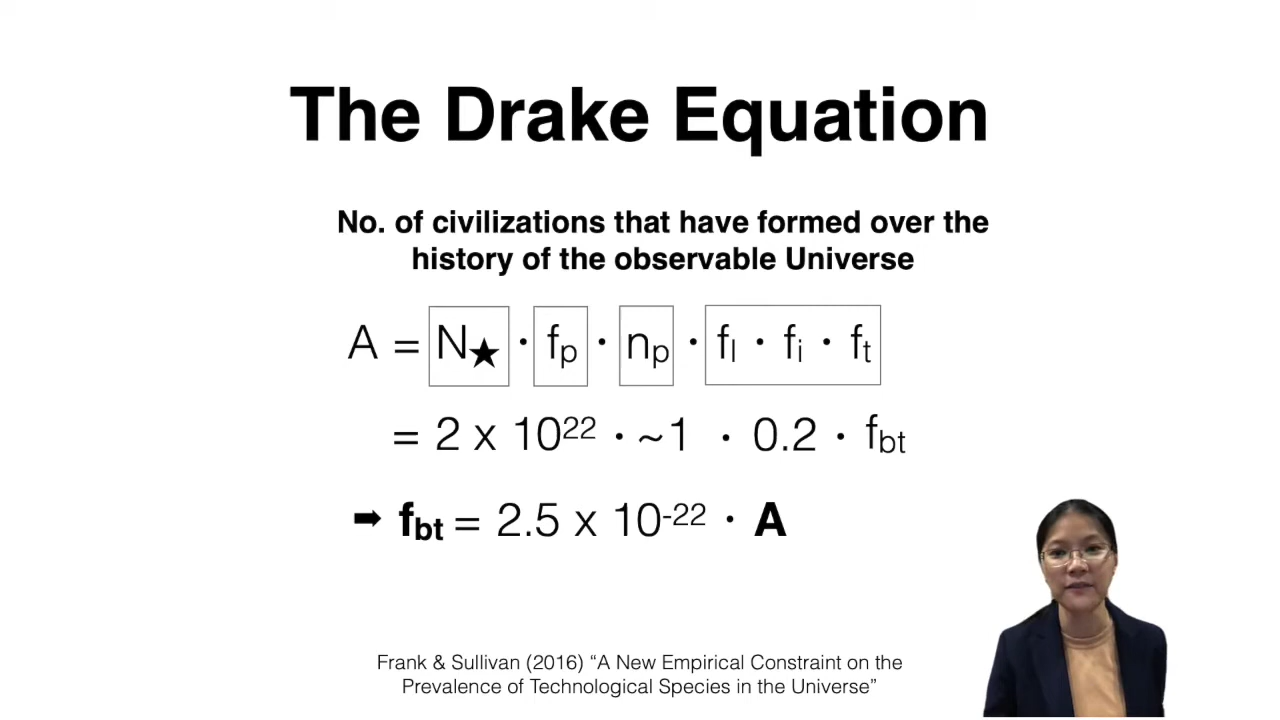 The Drake Equation
No. of civilizations that have formed over the
history of the observable Universe
A = N★ · fp · np · fl · fi · ft
= 2 x 10²² · ~1 · 0.2 · fbt
➡ fbt = 2.5 x 10⁻²² · A
Frank & Sullivan (2016) “A New Empirical Constraint on the
Prevalence of Technological Species in the Universe”